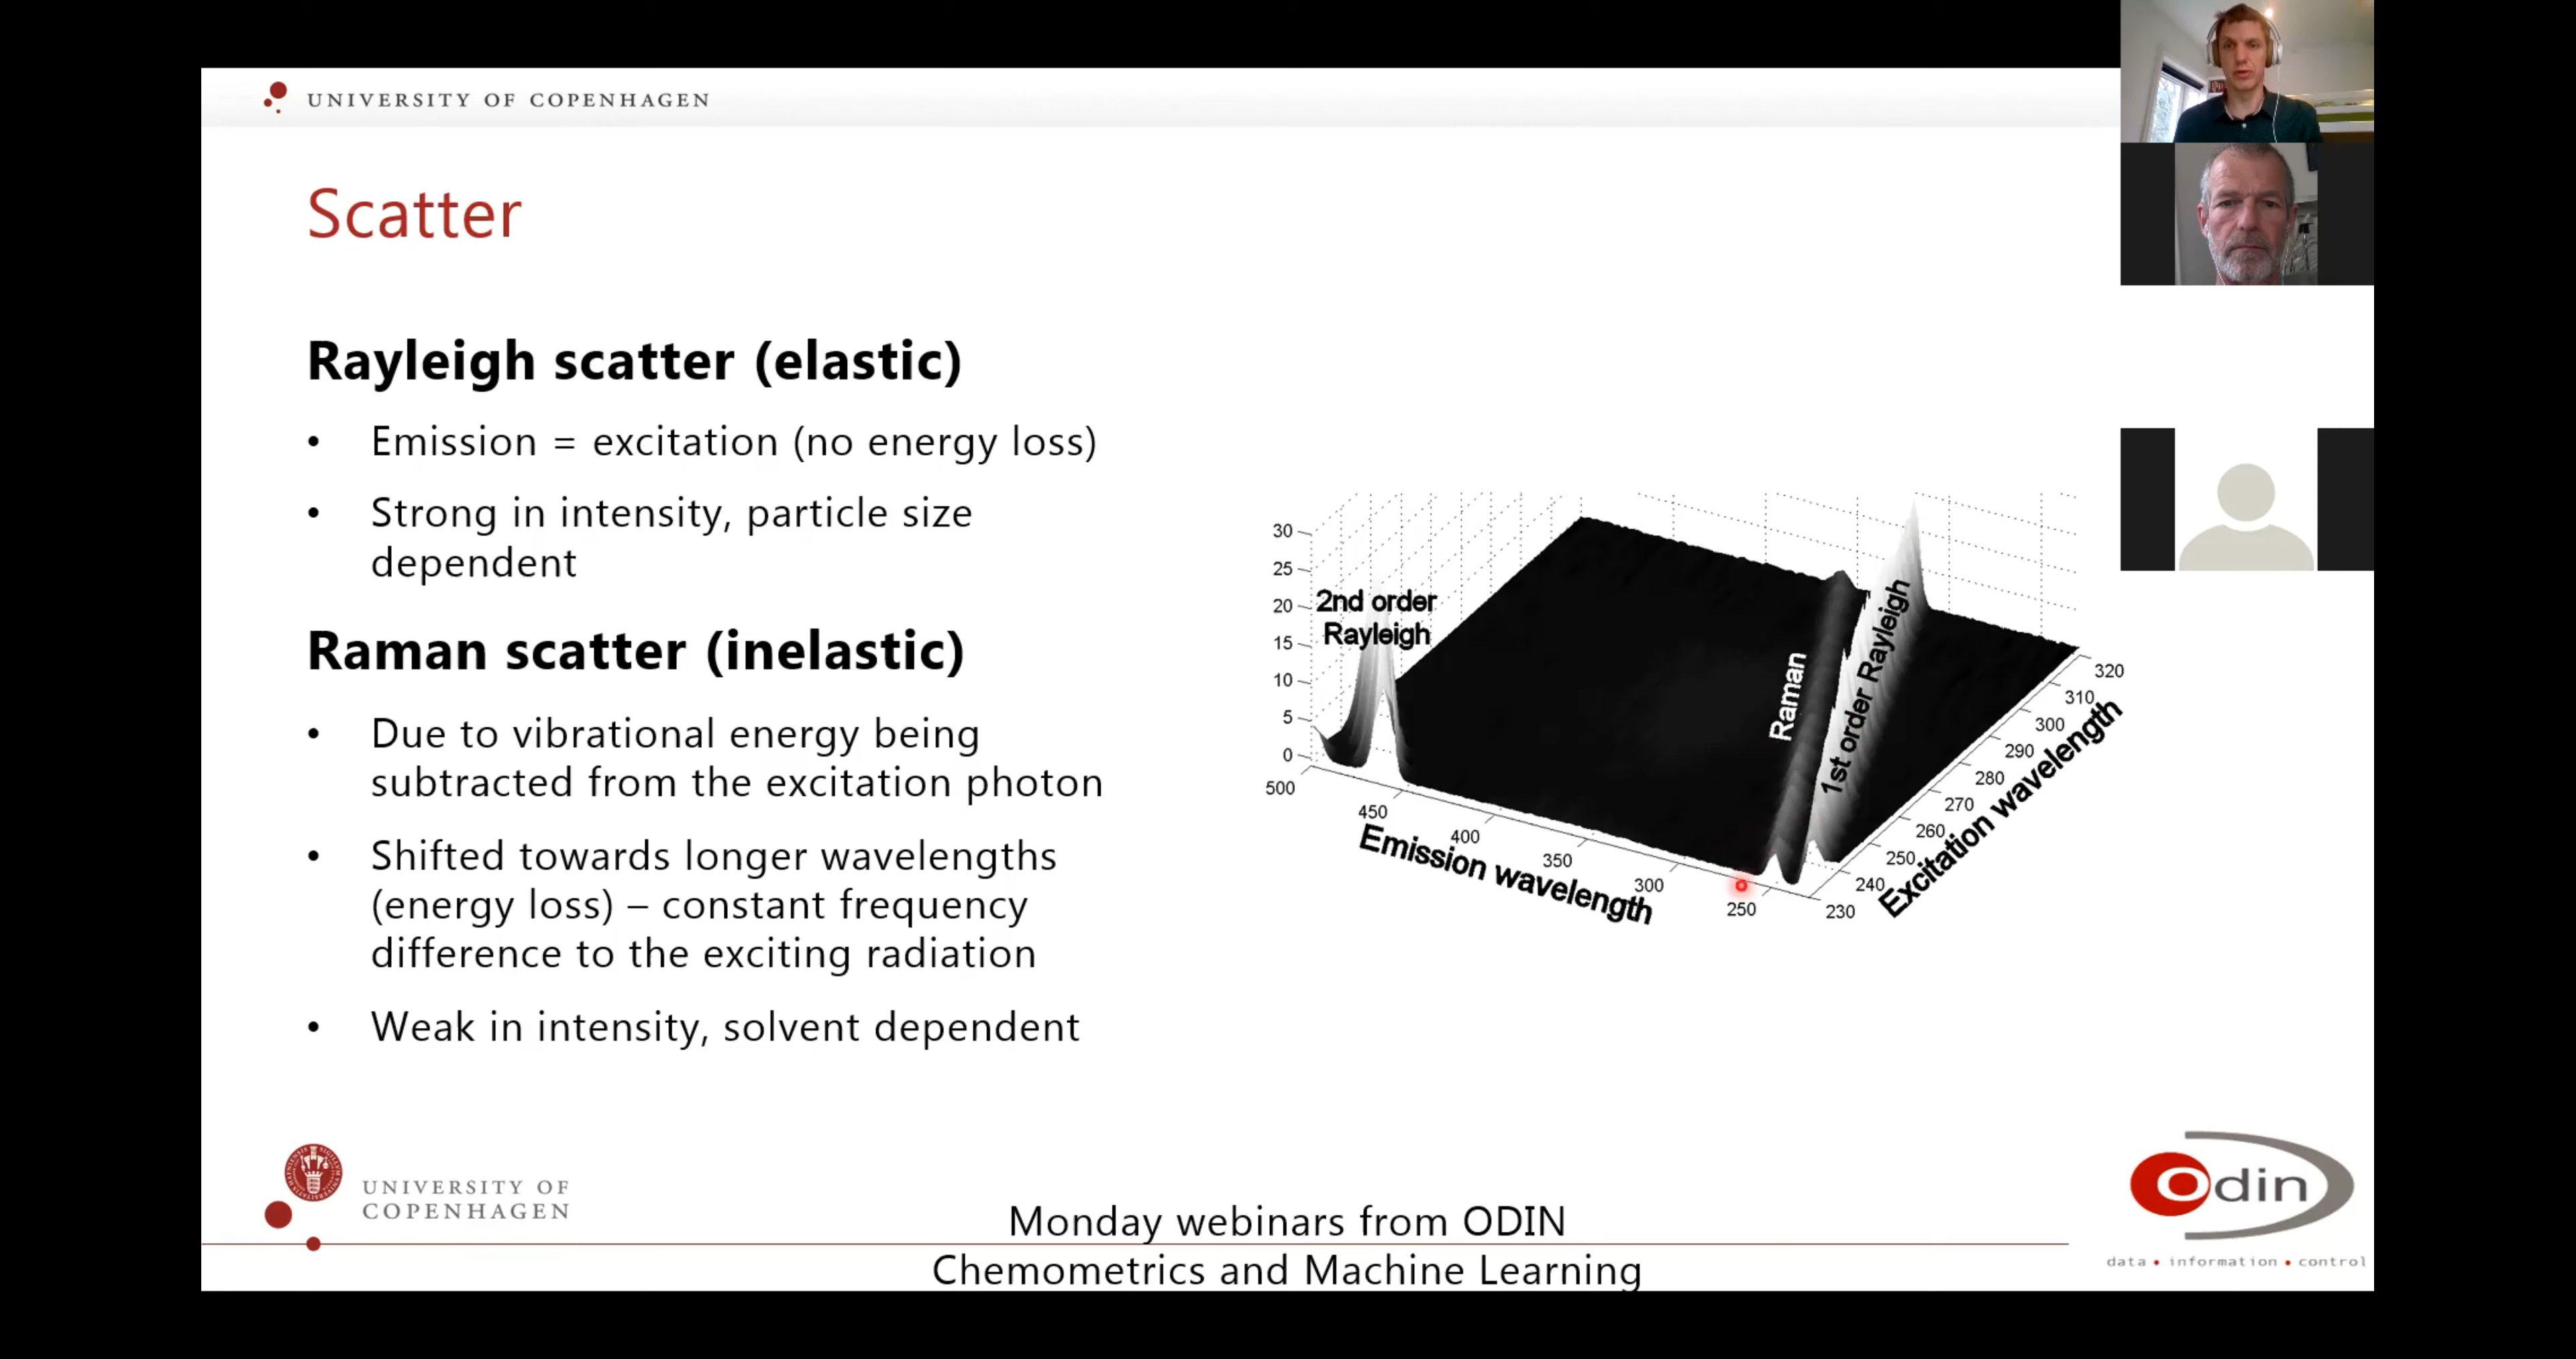 UNIVERSITY OF COPENHAGEN
Scatter
Rayleigh scatter (elastic)
• Emission = excitation (no energy loss)
• Strong in intensity, particle size
dependent
Raman scatter (inelastic)
• Due to vibrational energy being
subtracted from the excitation photon
• Shifted towards longer wavelengths
(energy loss) – constant frequency
difference to the exciting radiation
• Weak in intensity, solvent dependent
30
25
20
15
10
5
0
2nd order
Rayleigh
Raman
1st order Rayleigh
500
450
400
350
300
250
Emission wavelength
230
240
250
260
270
280
290
300
310
320
Excitation wavelength
UNIVERSITY OF
COPENHAGEN
Monday webinars from ODIN
Chemometrics and Machine Learning
odin
data • information • control